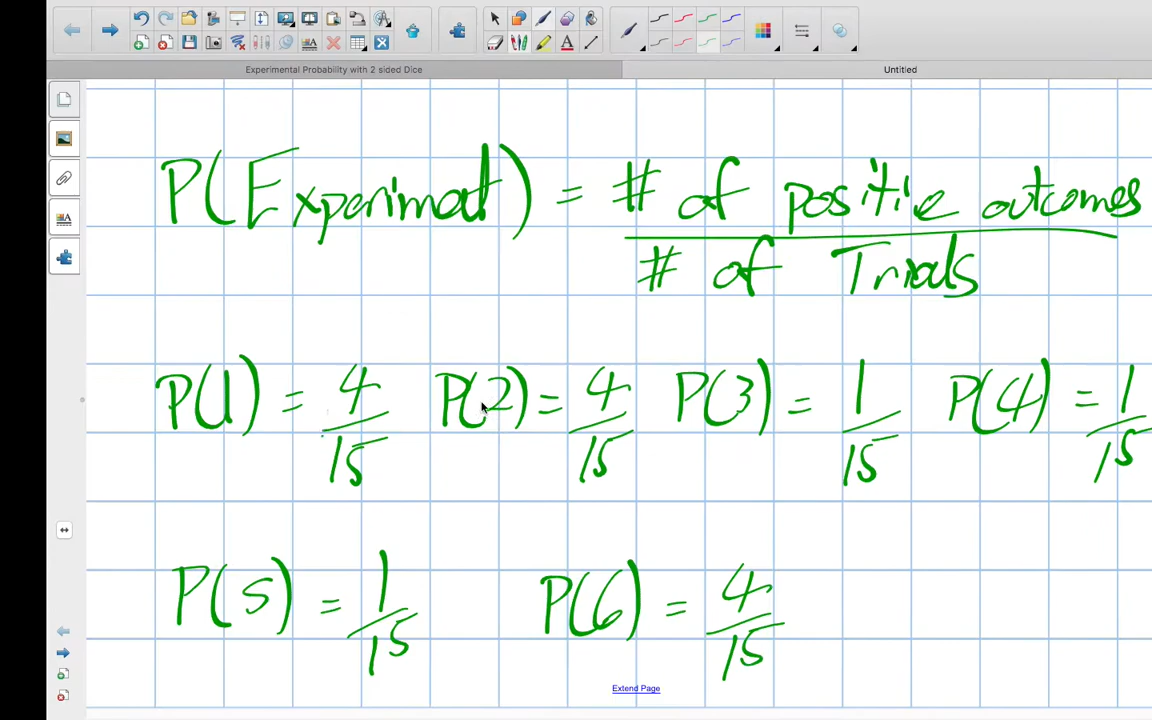 Experimental Probability with 2 sided Dice
Untitled
P(Experimat) = # of positive outcomes
# of Trials
P(1) = 4/15 P(2) = 4/15 P(3) = 1/15 P(4) = 1/15
P(5) = 1/15 P(6) = 4/15
Extend Page